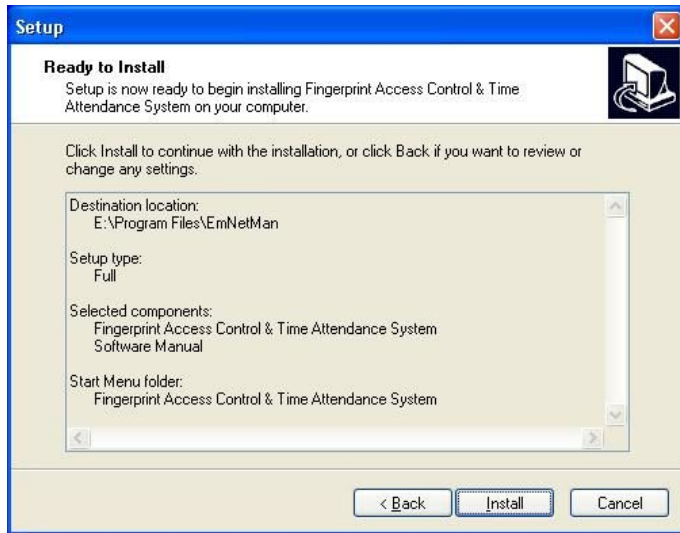 Setup
Ready to Install
Setup is now ready to begin installing Fingerprint Access Control & Time
Attendance System on your computer.
Click Install to continue with the installation, or click Back if you want to review or
change any settings.
Destination location:
E:\Program Files\EmNetMan
Setup type:
Full
Selected components:
Fingerprint Access Control & Time Attendance System
Software Manual
Start Menu folder:
Fingerprint Access Control & Time Attendance System
< Back
Install
Cancel